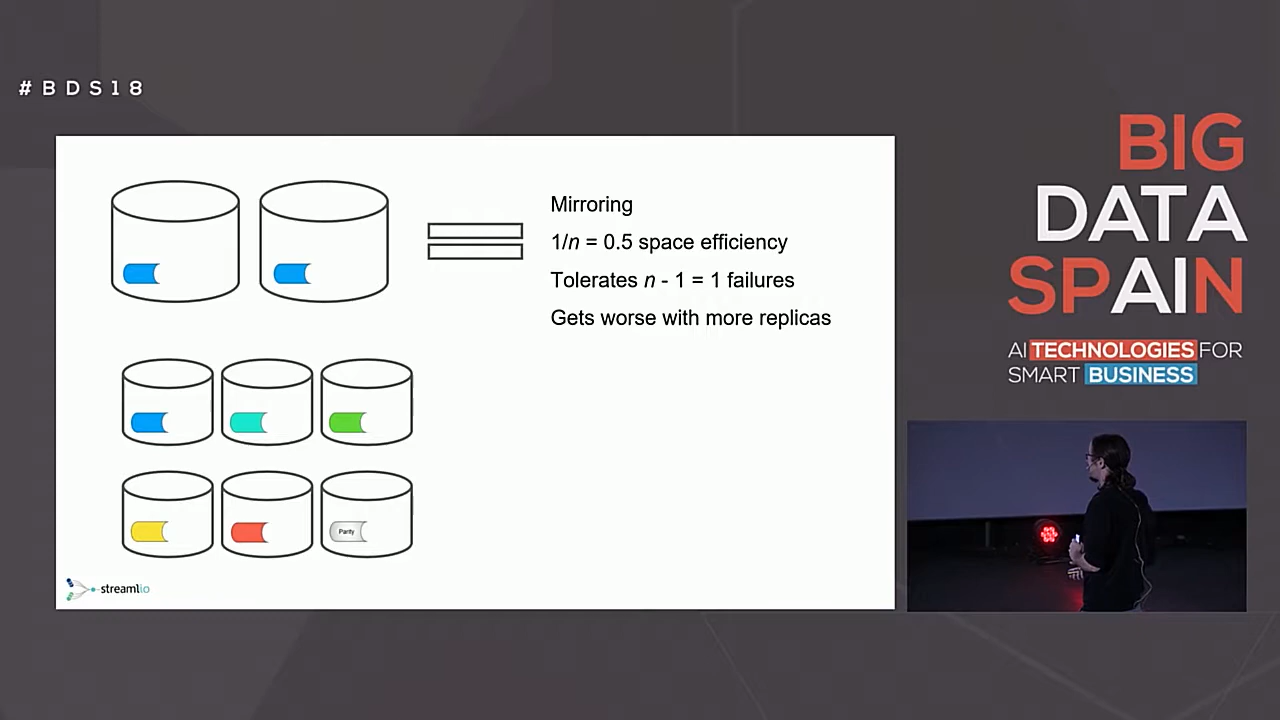 #BDS18
BIG
DATA
SPAIN
AI TECHNOLOGIES FOR
SMART BUSINESS
Mirroring
1/n = 0.5 space efficiency
Tolerates n - 1 = 1 failures
Gets worse with more replicas
Parity
streamlio